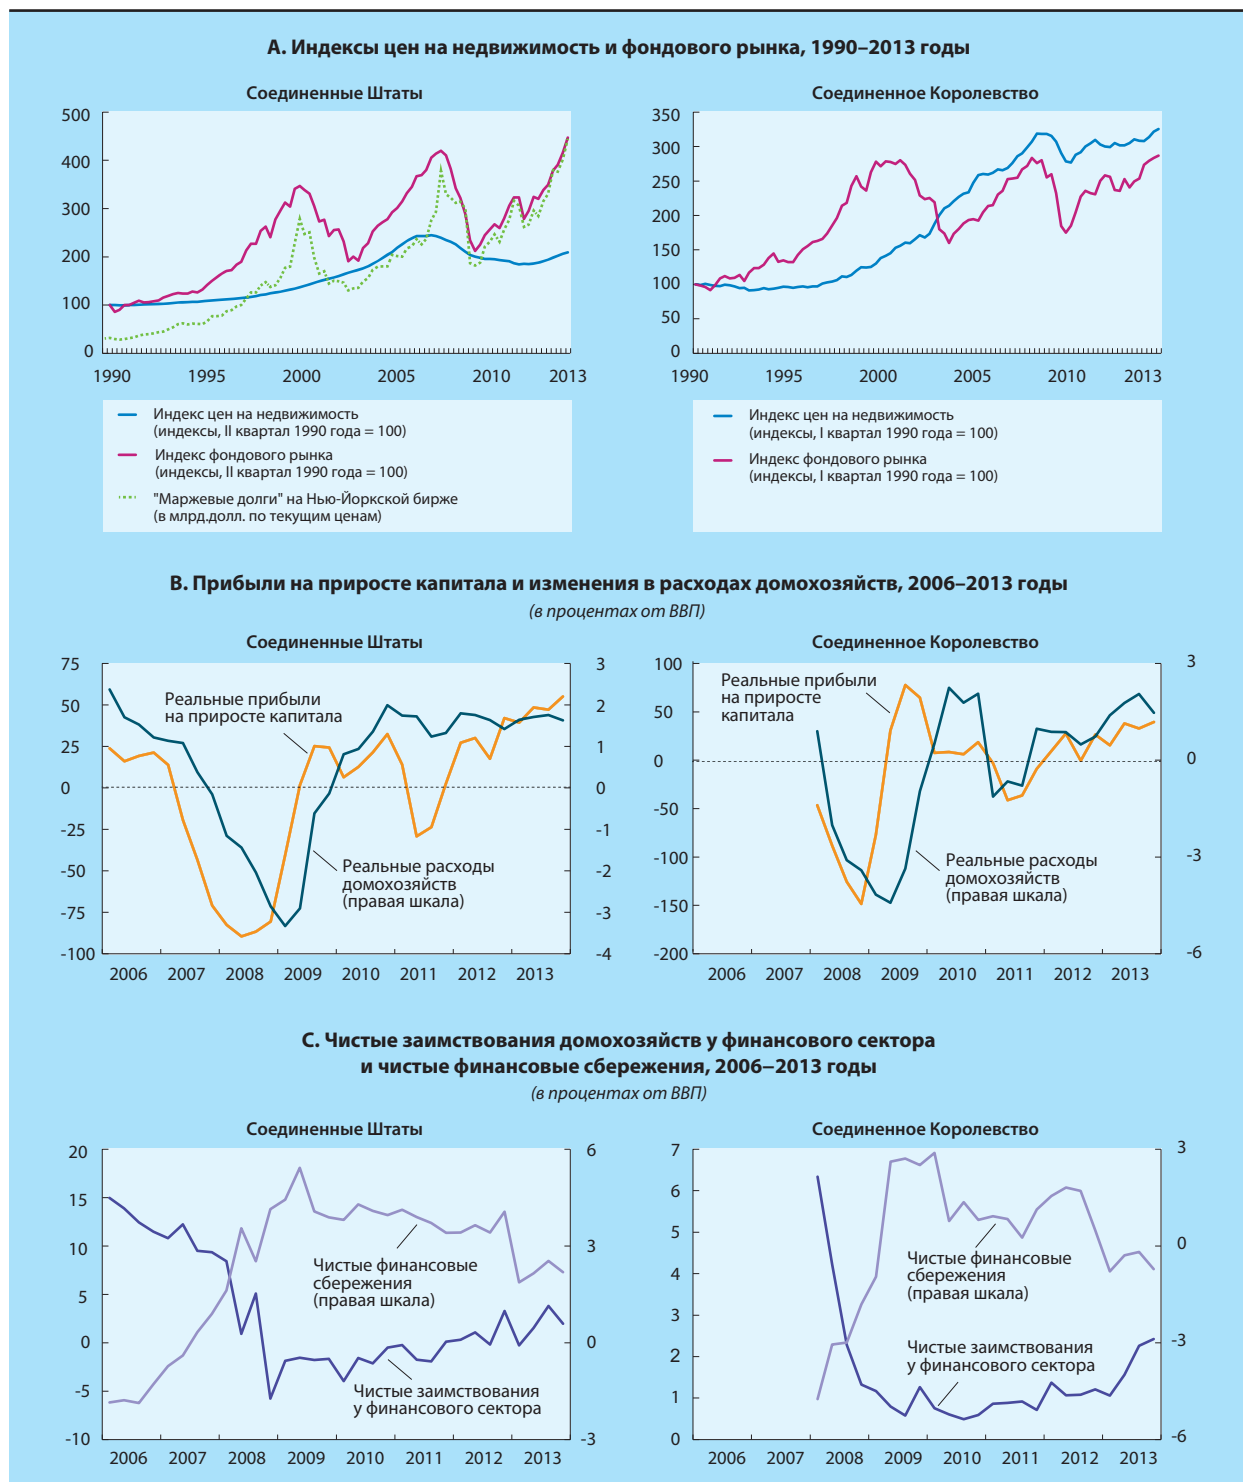 A. Индексы цен на недвижимость и фондового рынка, 1990–2013 годы
Соединенные Штаты
500
400
300
200
100
0
1990 1995 2000 2005 2010 2013
Индекс цен на недвижимость
(индексы, II квартал 1990 года = 100)
Индекс фондового рынка
(индексы, II квартал 1990 года = 100)
"Маржевые долги" на Нью-Йоркской бирже
(в млрд.долл. по текущим ценам)
Соединенное Королевство
350
300
250
200
150
100
50
0
1990 1995 2000 2005 2010 2013
Индекс цен на недвижимость
(индексы, I квартал 1990 года = 100)
Индекс фондового рынка
(индексы, I квартал 1990 года = 100)
B. Прибыли на приросте капитала и изменения в расходах домохозяйств, 2006–2013 годы
(в процентах от ВВП)
Соединенные Штаты
75
50
25
0
-25
-50
-75
-100
3
2
1
0
-1
-2
-3
-4
Реальные прибыли
на приросте капитала
Реальные расходы
домохозяйств
(правая шкала)
2006 2007 2008 2009 2010 2011 2012 2013
Соединенное Королевство
100
50
0
-50
-100
-150
-200
3
0
-3
-6
Реальные прибыли
на приросте
капитала
Реальные расходы
домохозяйств
(правая шкала)
2006 2007 2008 2009 2010 2011 2012 2013
C. Чистые заимствования домохозяйств у финансового сектора
и чистые финансовые сбережения, 2006–2013 годы
(в процентах от ВВП)
Соединенные Штаты
20
15
10
5
0
-5
-10
6
3
0
-3
Чистые финансовые
сбережения
(правая шкала)
Чистые заимствования
у финансового сектора
2006 2007 2008 2009 2010 2011 2012 2013
Соединенное Королевство
7
6
5
4
3
2
1
0
3
0
-3
-6
Чистые финансовые
сбережения
(правая шкала)
Чистые заимствования
у финансового сектора
2006 2007 2008 2009 2010 2011 2012 2013